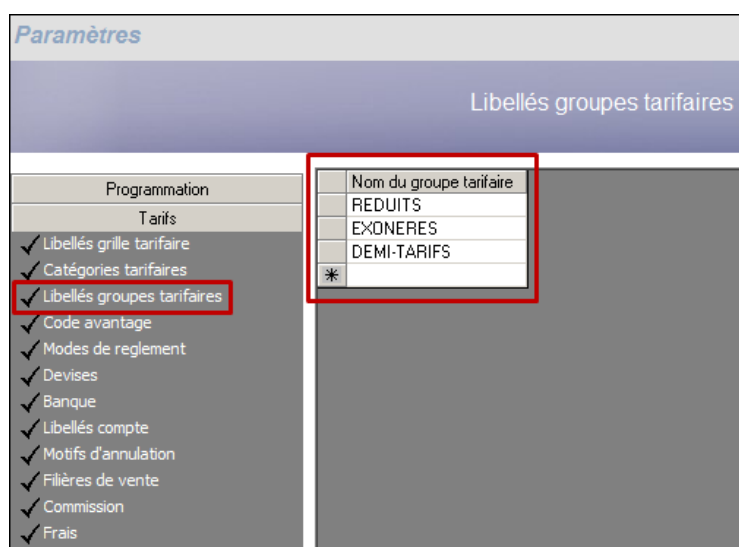 Paramètres
Libellés groupes tarifaires
Programmation
Tarifs
Libellés grille tarifaire
Catégories tarifaires
Libellés groupes tarifaires
Code avantage
Modes de reglement
Devises
Banque
Libellés compte
Motifs d'annulation
Filières de vente
Commission
Frais
Nom du groupe tarifaire
REDUITS
EXONERES
DEMI-TARIFS